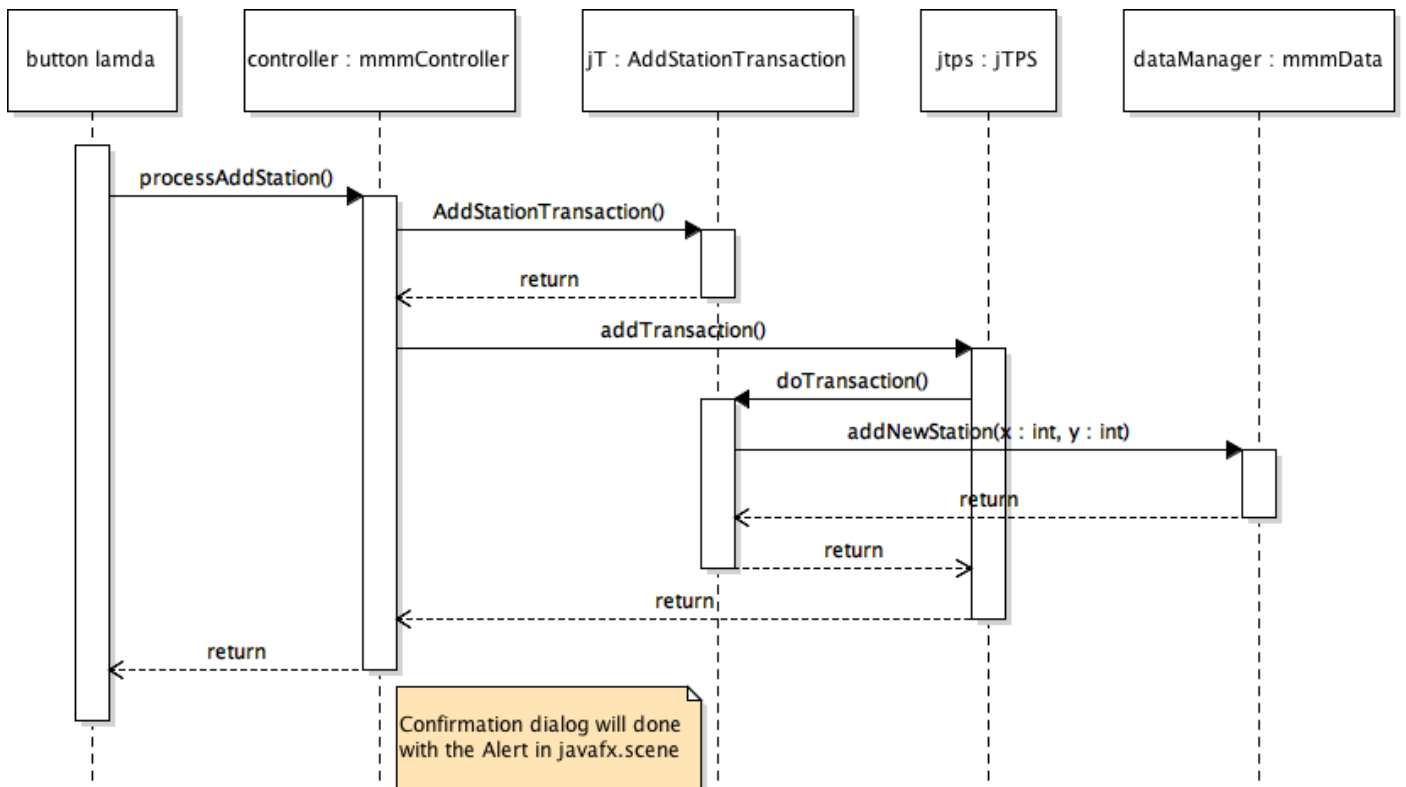 button lamda
controller : mmmController
jT : AddStationTransaction
jtps : jTPS
dataManager : mmmData
processAddStation()
AddStationTransaction()
return
addTransaction()
doTransaction()
addNewStation(x : int, y : int)
return
return
return
return
Confirmation dialog will done
with the Alert in javafx.scene